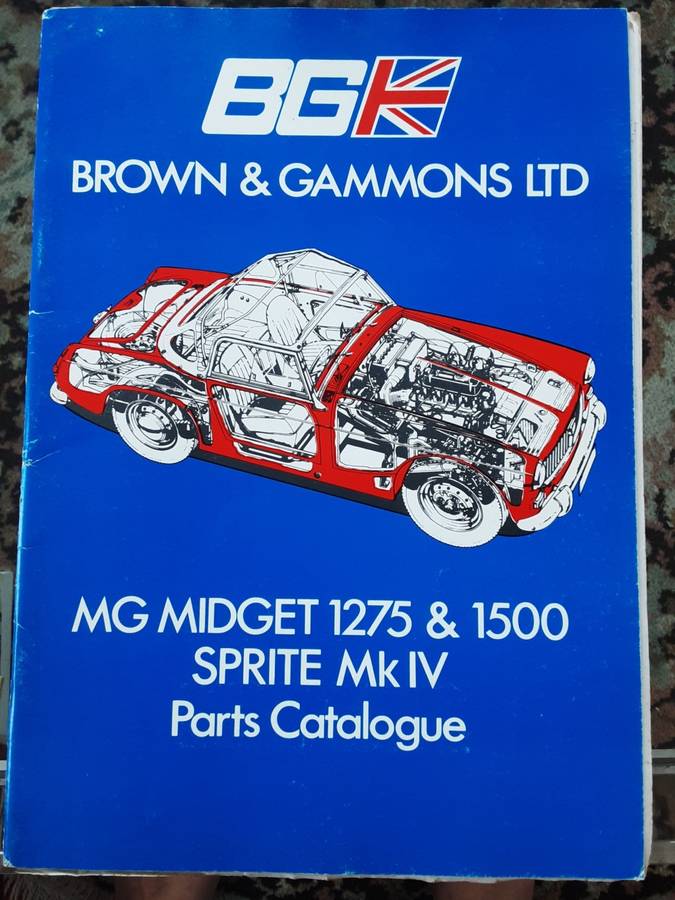 BG
BROWN & GAMMONS LTD
MG MIDGET 1275 & 1500
SPRITE Mk IV
Parts Catalogue